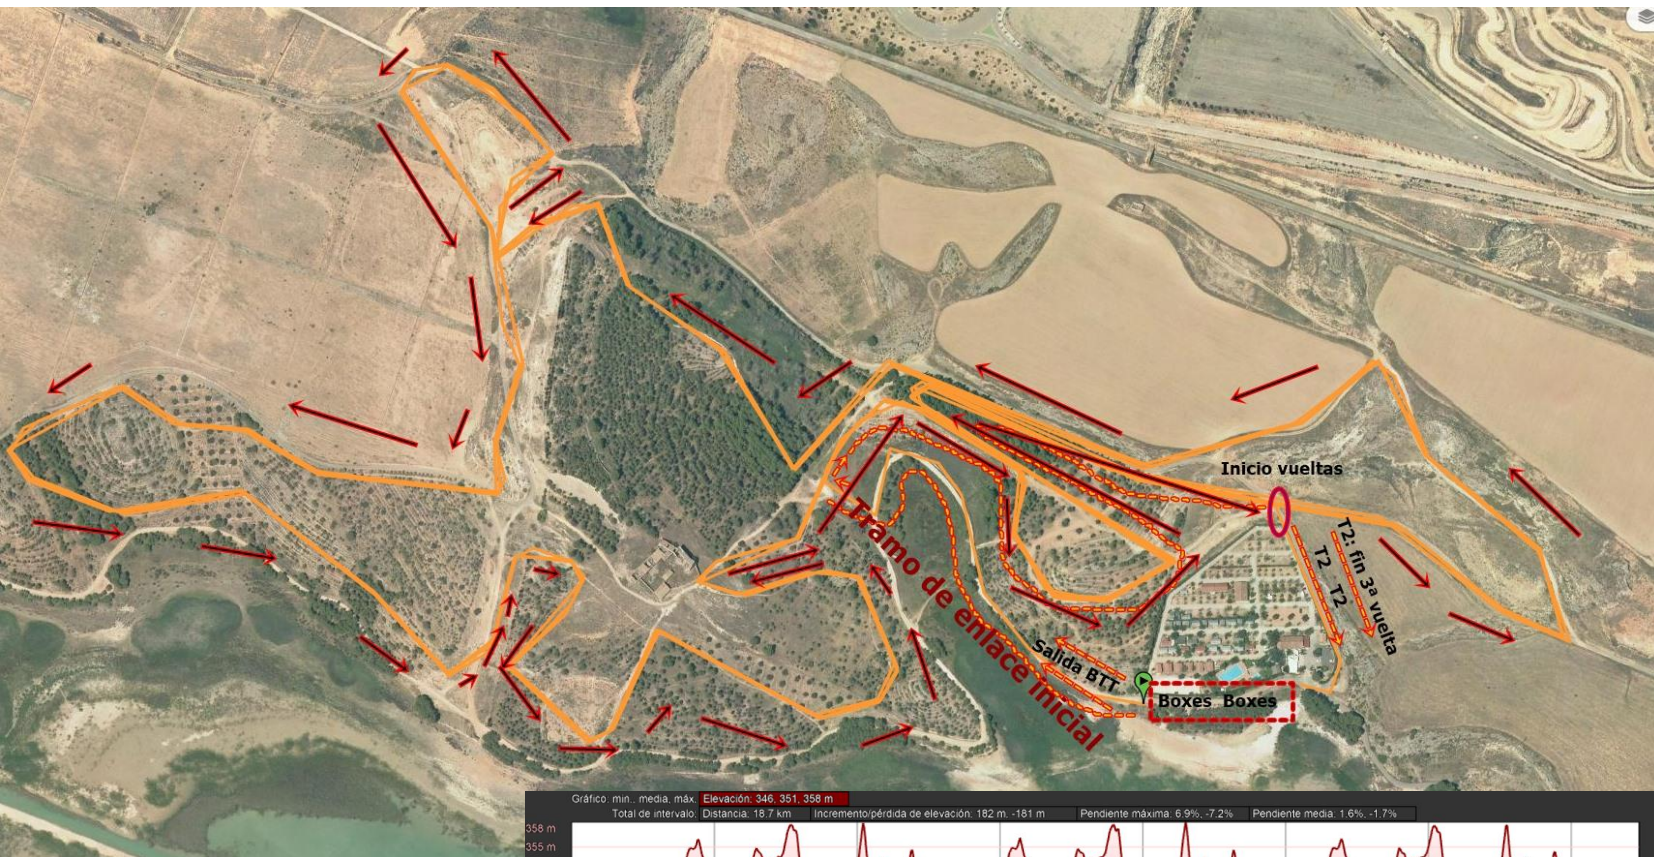 Inicio vueltas
T2: fin 3ª vuelta
T2 T2
Tramo de enlace inicial
Salida BTT
Boxes Boxes
Gráfico: min., media, máx. Elevación: 346, 351, 358 m
Total de intervalo: Distancia: 18.7 km Incremento/pérdida de elevación: 182 m, -181 m Pendiente máxima: 6.9%, -7.2% Pendiente media: 1.6%, -1.7%
358 m
355 m